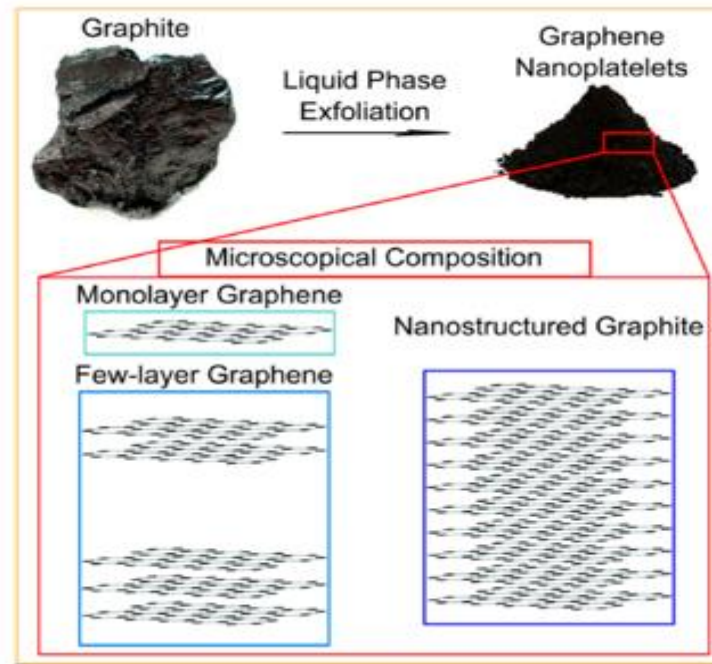 Graphite
Liquid Phase
Exfoliation
Graphene
Nanoplatelets
Microscopical Composition
Monolayer Graphene
Few-layer Graphene
Nanostructured Graphite